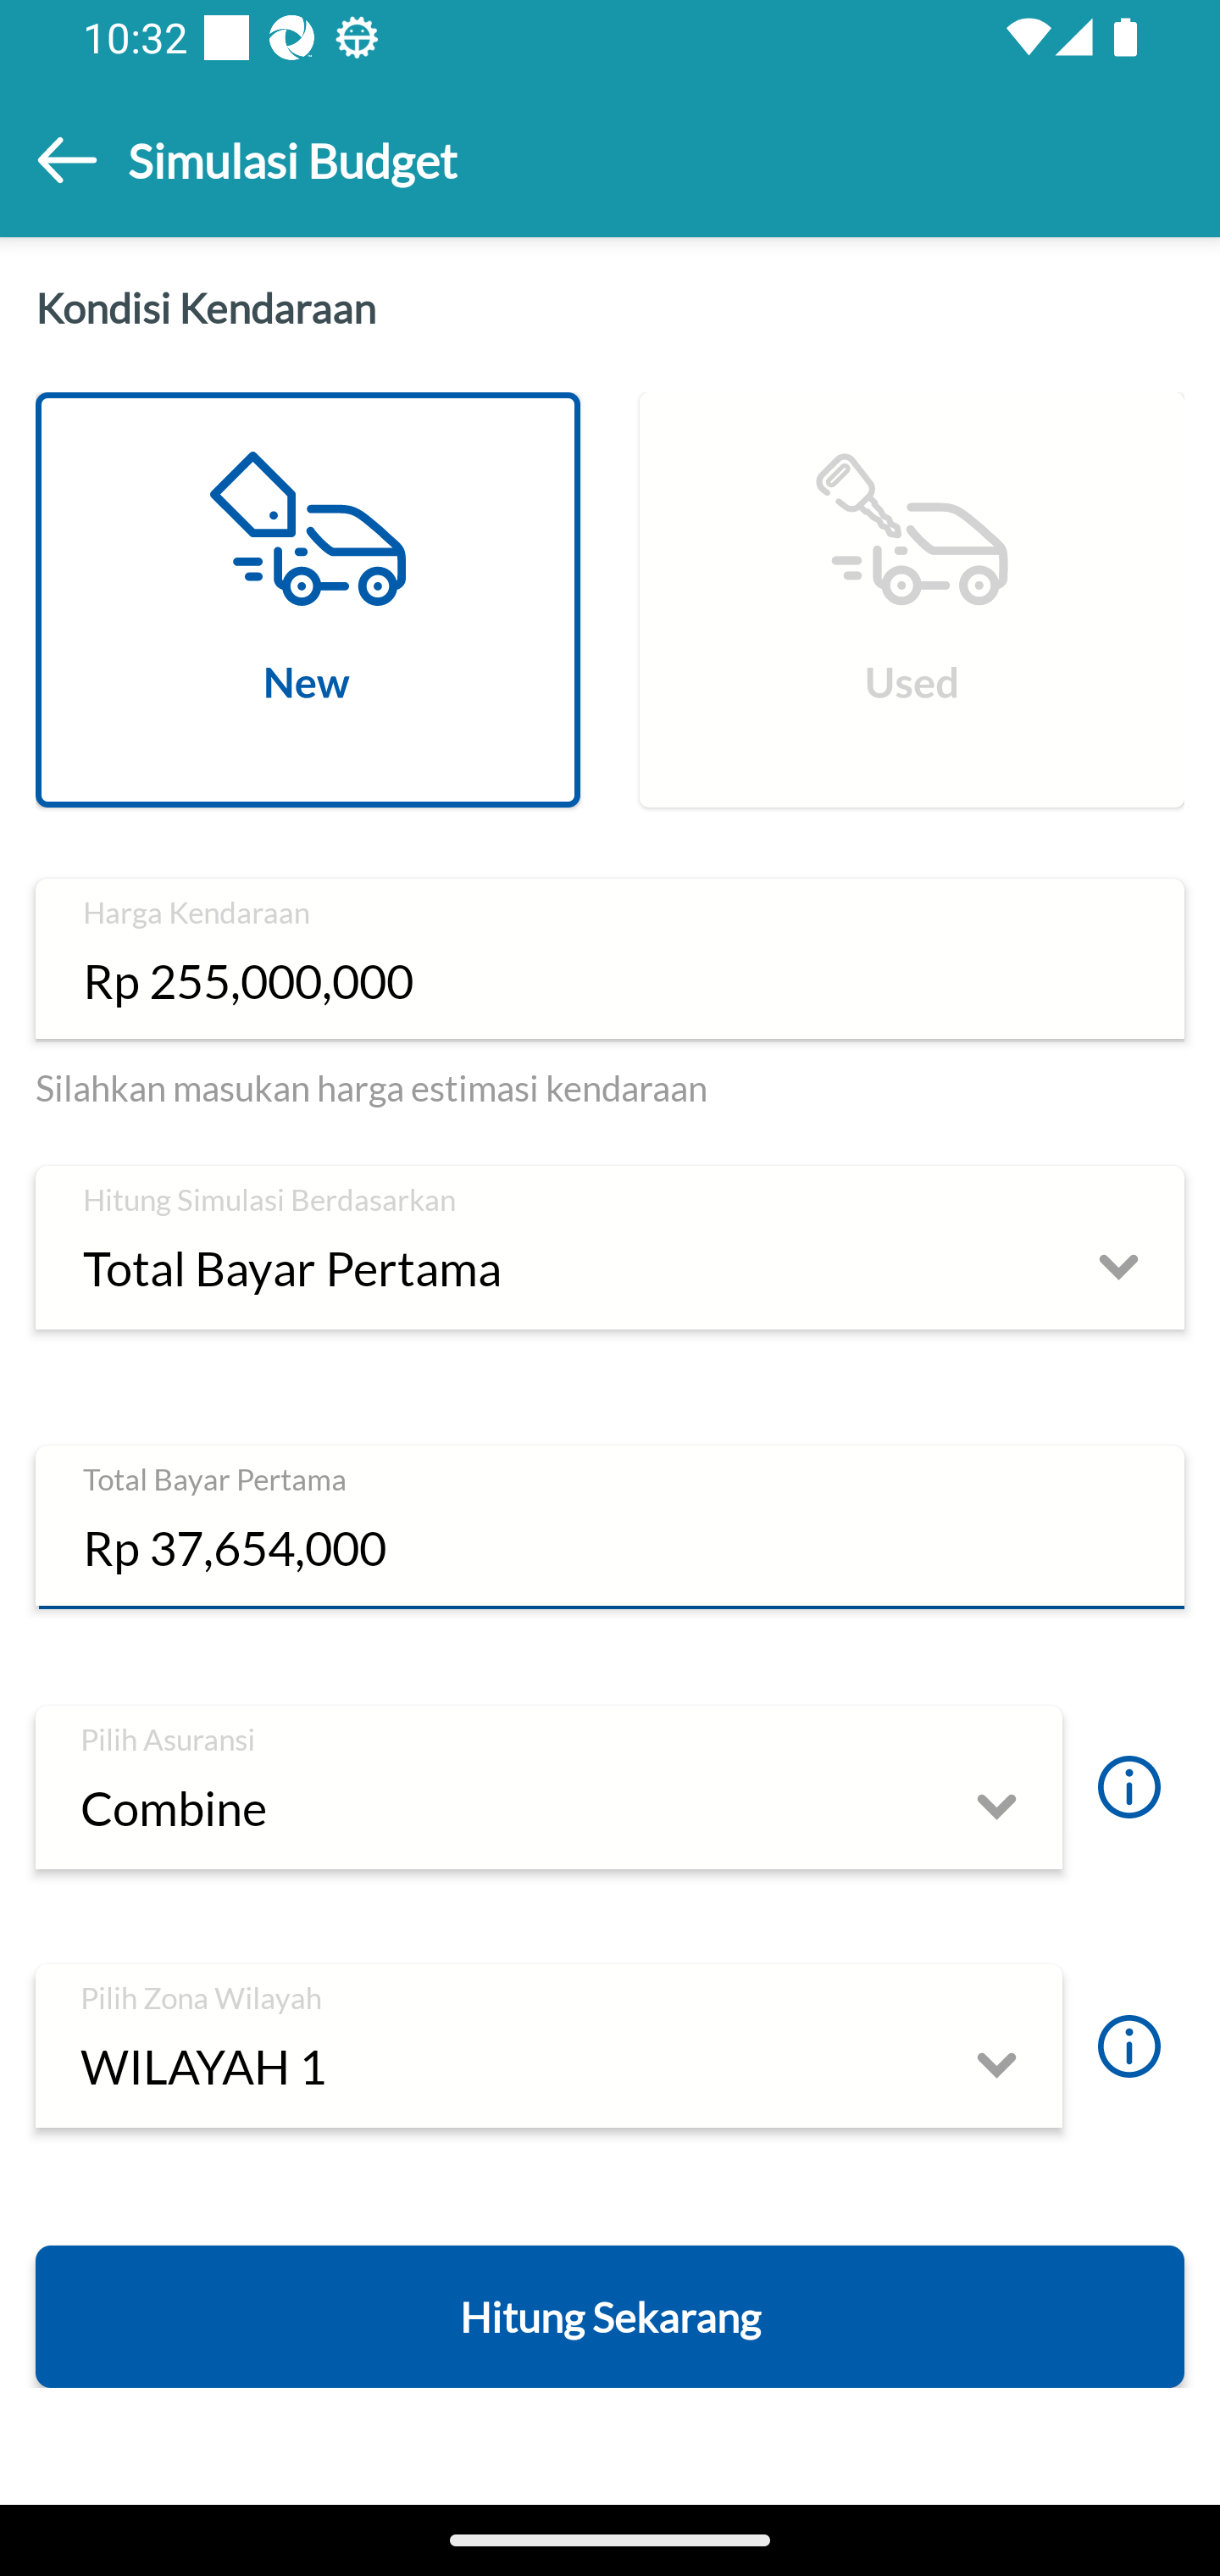 10:32
Simulasi Budget
Kondisi Kendaraan
New
Used
Harga Kendaraan
Rp 255,000,000
Silahkan masukan harga estimasi kendaraan
Hitung Simulasi Berdasarkan
Total Bayar Pertama
Total Bayar Pertama
Rp 37,654,000
Pilih Asuransi
Combine
Pilih Zona Wilayah
WILAYAH 1
Hitung Sekarang